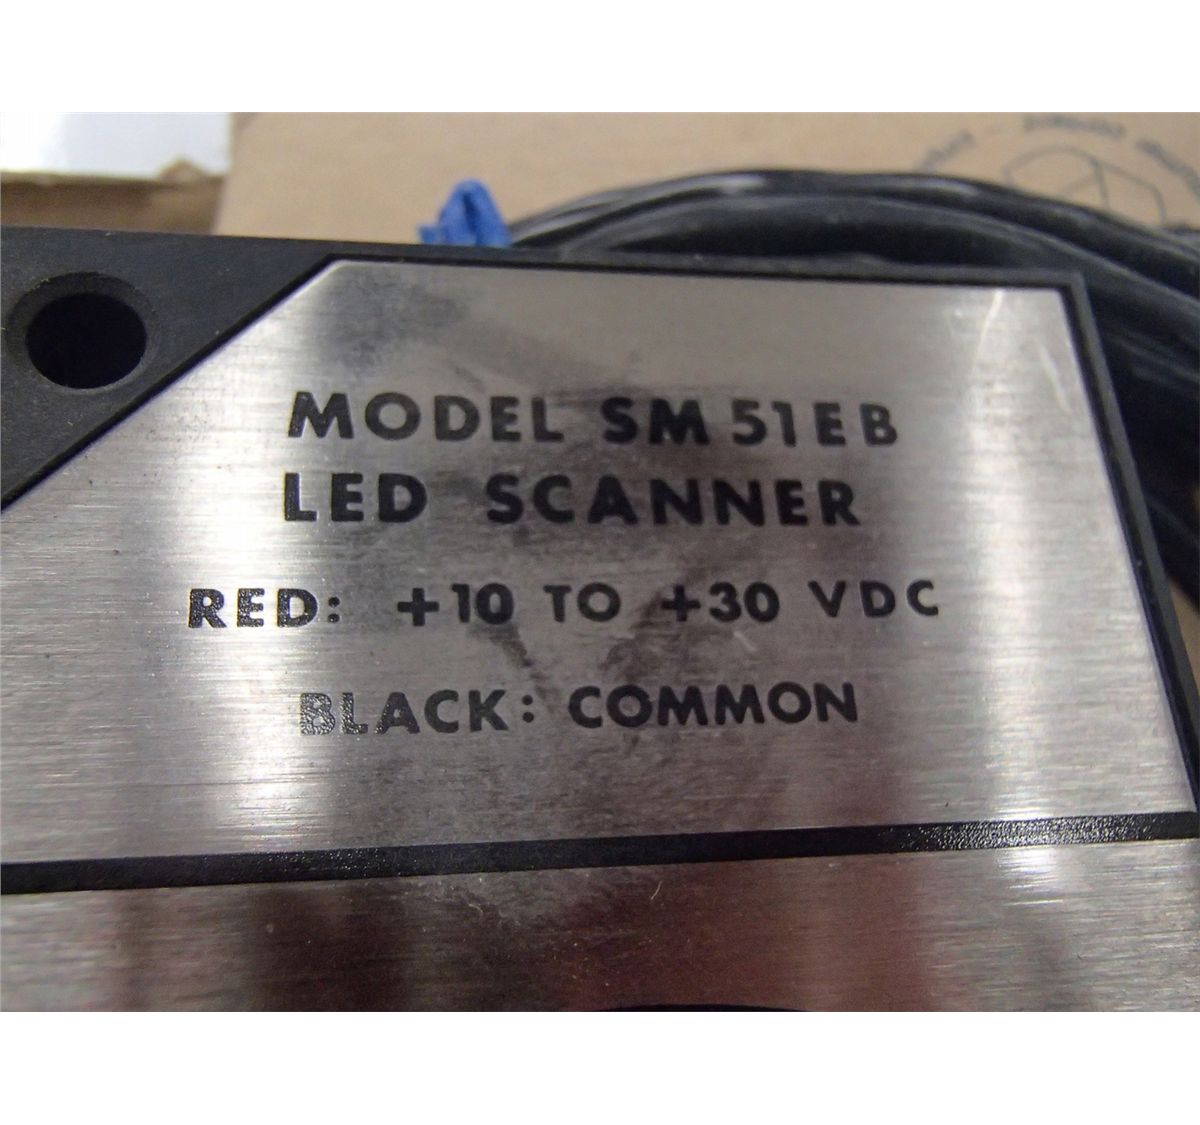 MODEL SM51EB
LED SCANNER
RED: +10 TO +30 VDC
BLACK: COMMON